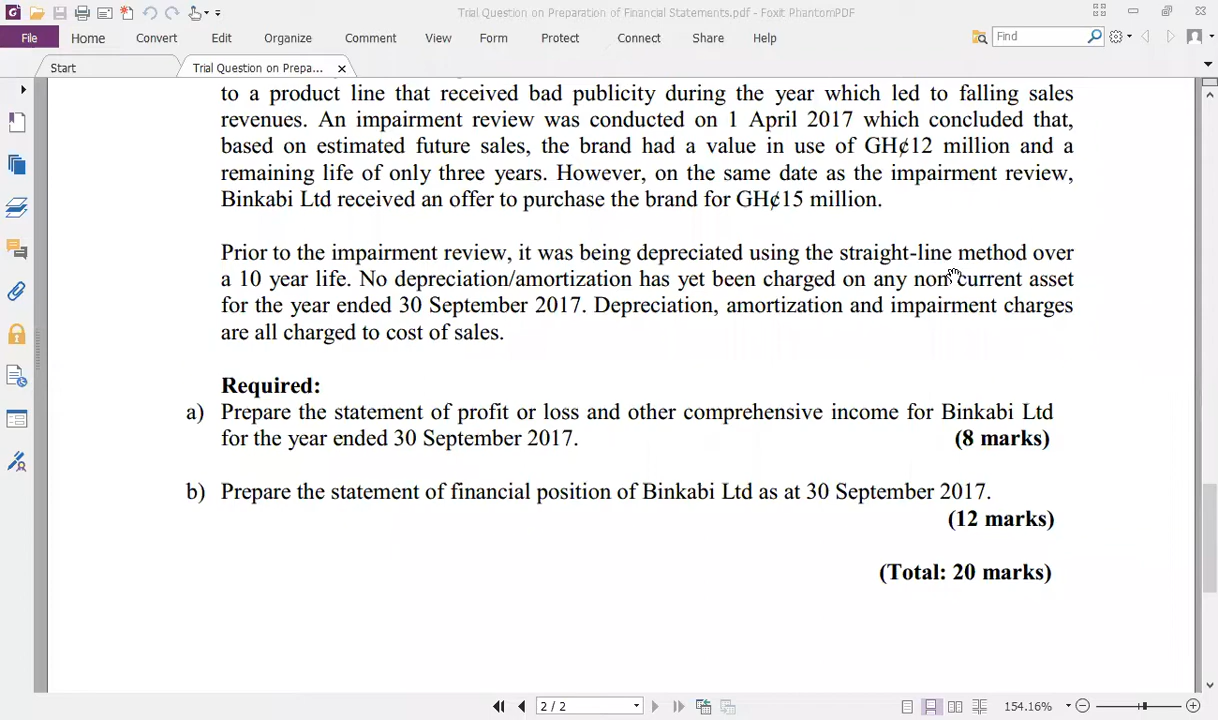 Trial Question on Preparation of Financial Statements.pdf - Foxit PhantomPDF
File Home Convert Edit Organize Comment View Form Protect Connect Share Help Find
Start Trial Question on Prepa...
to a product line that received bad publicity during the year which led to falling sales
revenues. An impairment review was conducted on 1 April 2017 which concluded that,
based on estimated future sales, the brand had a value in use of GH¢12 million and a
remaining life of only three years. However, on the same date as the impairment review,
Binkabi Ltd received an offer to purchase the brand for GH¢15 million.
Prior to the impairment review, it was being depreciated using the straight-line method over
a 10 year life. No depreciation/amortization has yet been charged on any non current asset
for the year ended 30 September 2017. Depreciation, amortization and impairment charges
are all charged to cost of sales.
Required:
a) Prepare the statement of profit or loss and other comprehensive income for Binkabi Ltd
for the year ended 30 September 2017. (8 marks)
b) Prepare the statement of financial position of Binkabi Ltd as at 30 September 2017.
(12 marks)
(Total: 20 marks)
2 / 2 154.16%